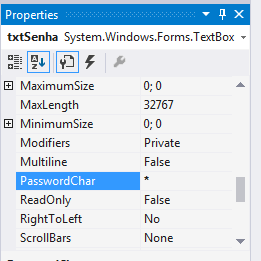 Properties
txtSenha System.Windows.Forms.TextBox
MaximumSize 0; 0
MaxLength 32767
MinimumSize 0; 0
Modifiers Private
Multiline False
PasswordChar *
ReadOnly False
RightToLeft No
ScrollBars None